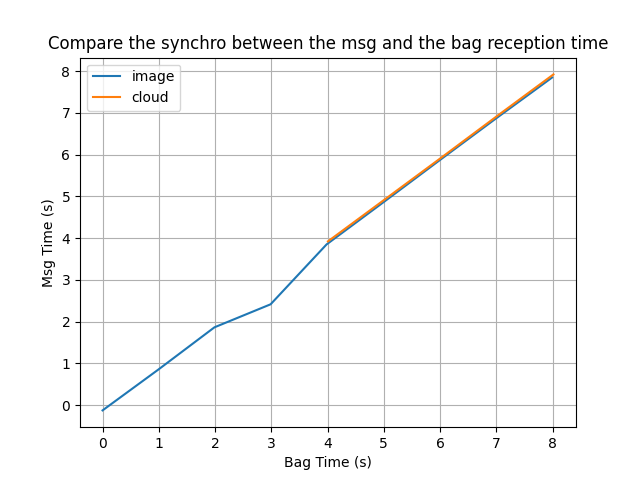 Compare the synchro between the msg and the bag reception time
image
cloud
8
7
6
5
4
3
2
1
0
Msg Time (s)
0 1 2 3 4 5 6 7 8
Bag Time (s)